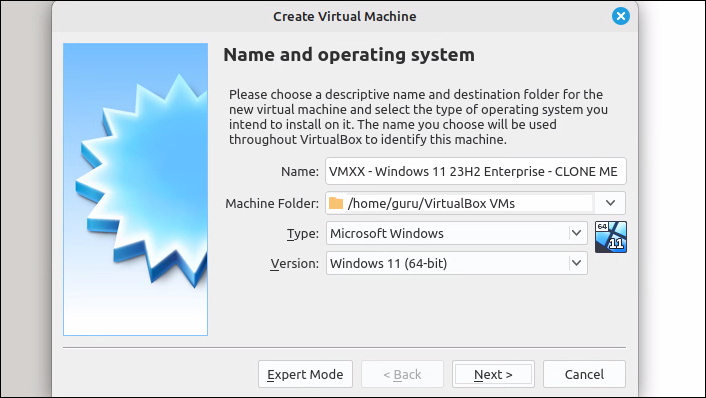 Create Virtual Machine
Name and operating system
Please choose a descriptive name and destination folder for the
new virtual machine and select the type of operating system you
intend to install on it. The name you choose will be used
throughout VirtualBox to identify this machine.
Name: VMXX - Windows 11 23H2 Enterprise - CLONE ME
Machine Folder: /home/guru/VirtualBox VMs
Type: Microsoft Windows
64
11
Version: Windows 11 (64-bit)
Expert Mode < Back Next > Cancel